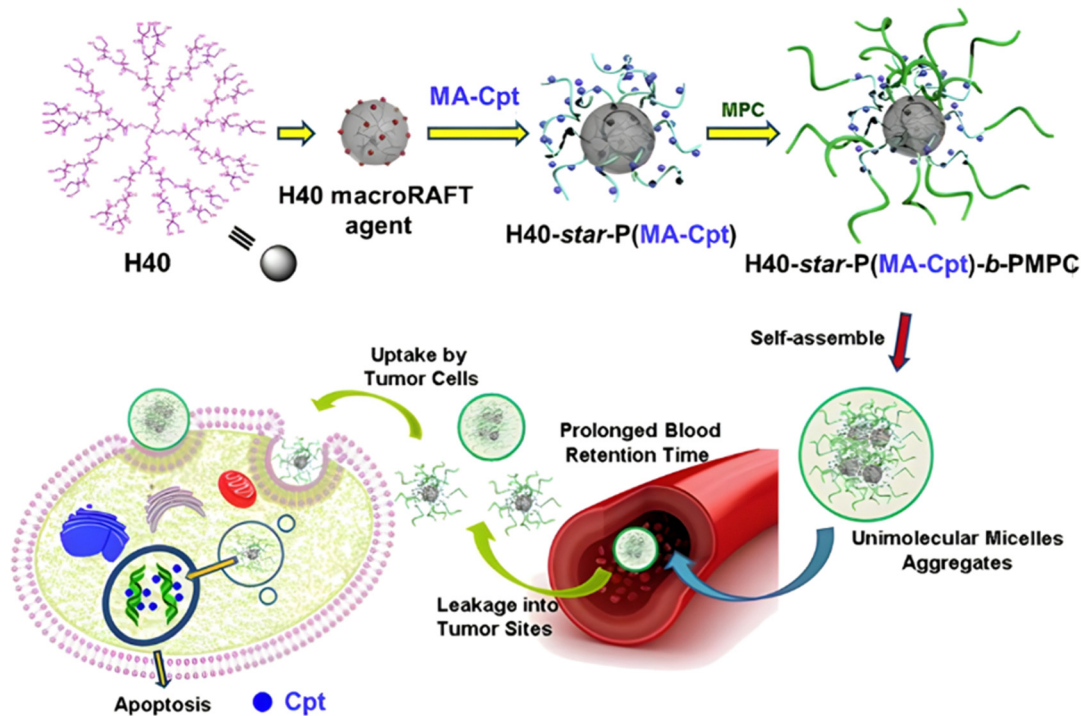 MA-Cpt
MPC
H40 macroRAFT
agent
H40
H40-star-P(MA-Cpt)
H40-star-P(MA-Cpt)-b-PMPC
Self-assemble
Uptake by
Tumor Cells
Prolonged Blood
Retention Time
Unimolecular Micelles
Aggregates
Leakage into
Tumor Sites
Apoptosis
Cpt